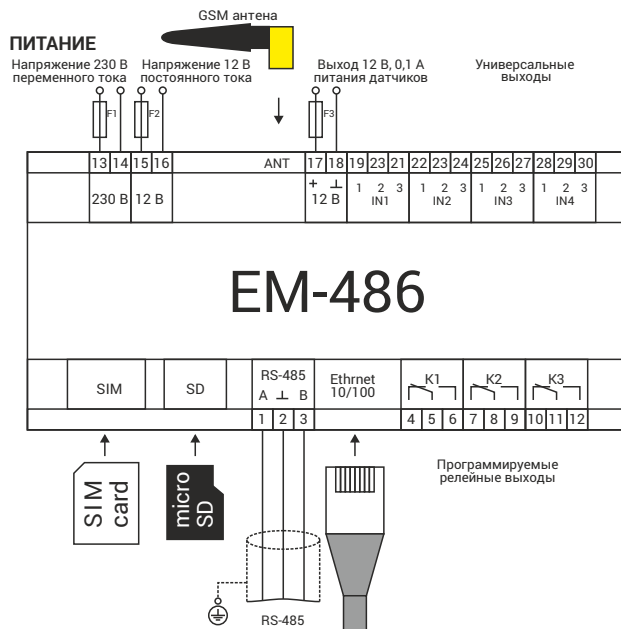 GSM антена
ПИТАНИЕ
Напряжение 230 В
переменного тока
Напряжение 12 В
постоянного тока
Выход 12 В, 0,1 А
питания датчиков
Универсальные
выходы
F1
F2
F3
13 14 15 16 ANT 17 18 19 23 21 22 23 24 25 26 27 28 29 30
230 В 12 В
+ ⊥
12 В
1 2 3
IN1
1 2 3
IN2
1 2 3
IN3
1 2 3
IN4
EM-486
SIM
SD
RS-485
A ⊥ B
Ethrnet
10/100
K1
K2
K3
1 2 3
4 5 6 7 8 9 10 11 12
SIM
card
micro
SD
Программируемые
релейные выходы
RS-485